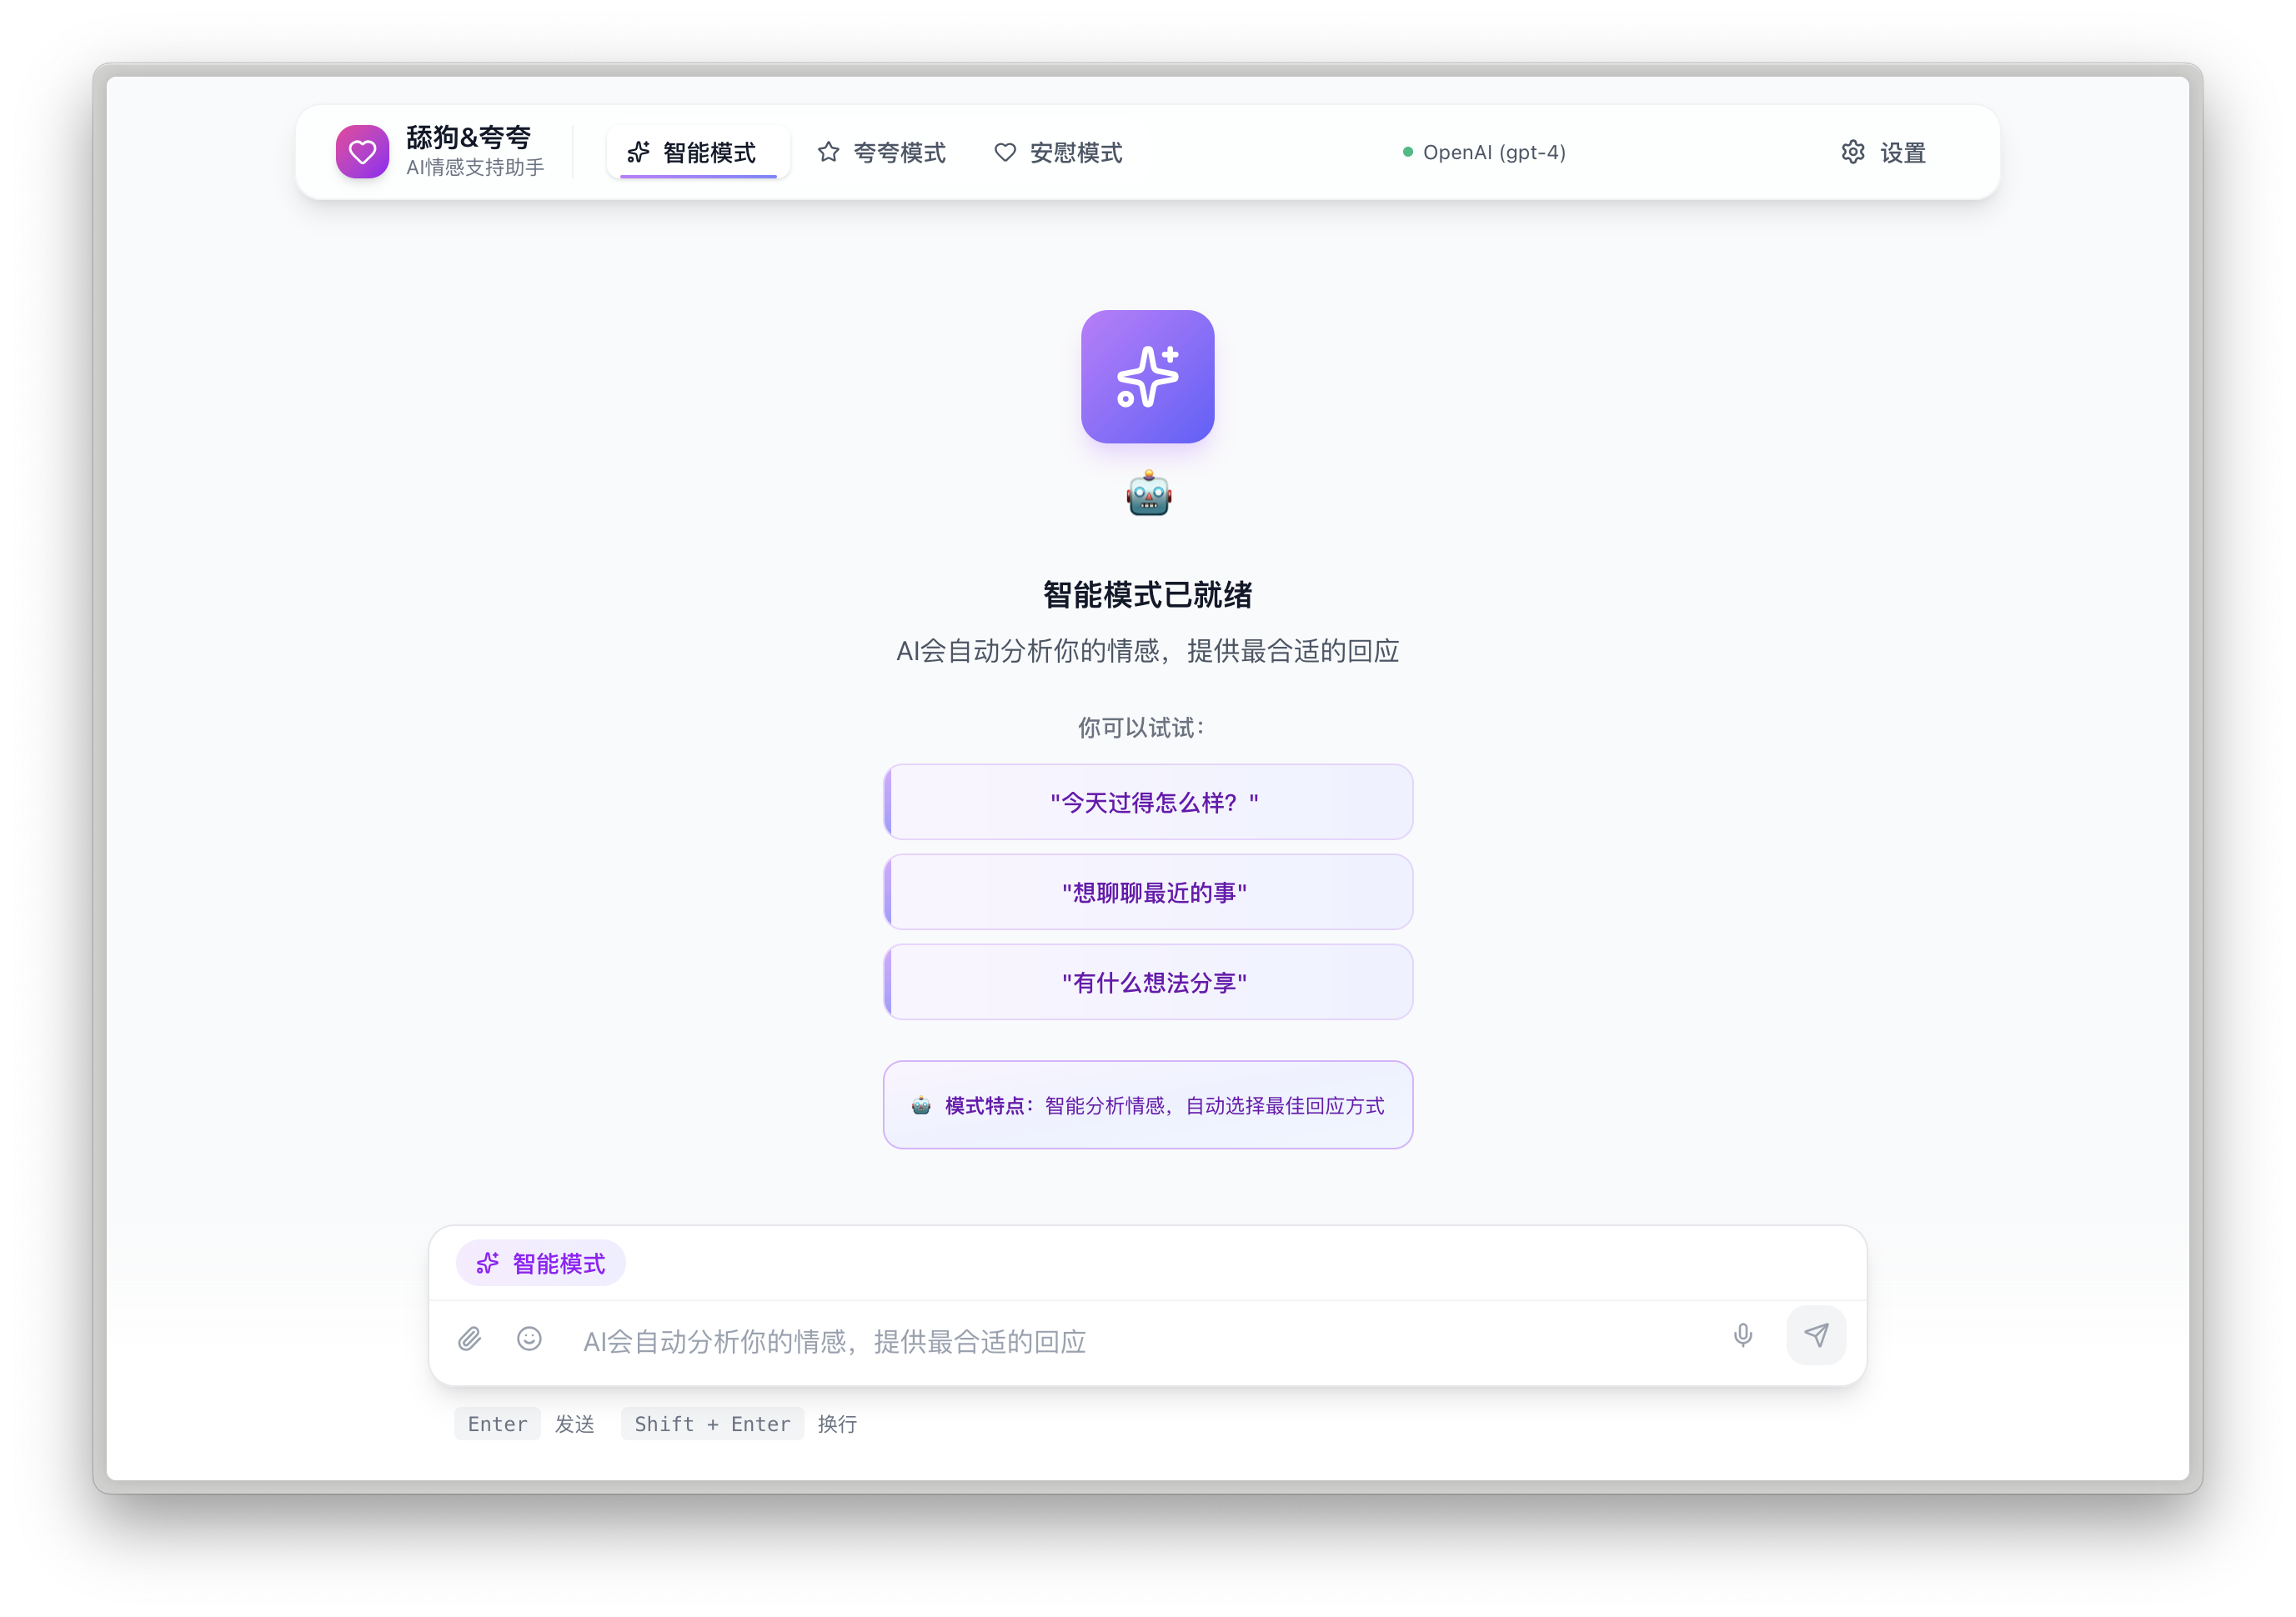 舔狗&夸夸
AI情感支持助手
智能模式
夸夸模式
安慰模式
OpenAI (gpt-4)
设置
智能模式已就绪
AI会自动分析你的情感，提供最合适的回应
你可以试试：
"今天过得怎么样？"
"想聊聊最近的事"
"有什么想法分享"
模式特点：智能分析情感，自动选择最佳回应方式
智能模式
AI会自动分析你的情感，提供最合适的回应
Enter 发送 Shift + Enter 换行